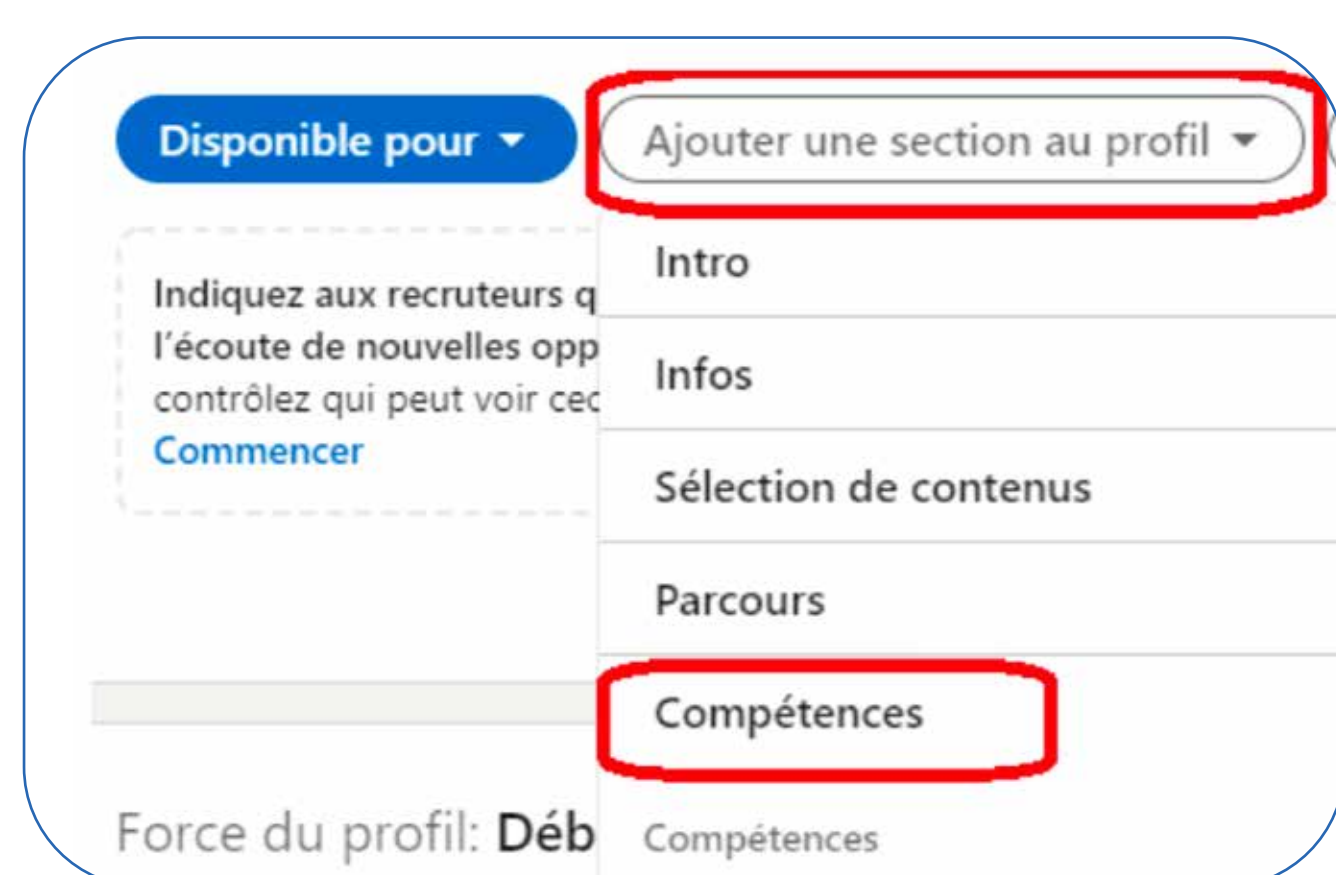 Disponible pour
Ajouter une section au profil
Intro
Indiquez aux recruteurs q
l'écoute de nouvelles opp
contrôlez qui peut voir cec
Commencer
Infos
Sélection de contenus
Parcours
Compétences
Force du profil: Déb
Compétences